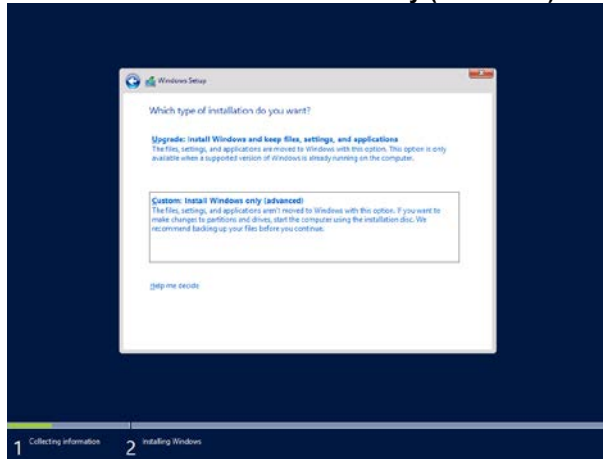 Windows Setup
Which type of installation do you want?
Upgrade: Install Windows and keep files, settings, and applications
The files, settings, and applications are moved to Windows with this option. This option is only
available when a supported version of Windows is already running on the computer.
Custom: Install Windows only (advanced)
The files, settings, and applications aren't moved to Windows with this option. If you want to
make changes to partitions and drives, start the computer using the installation disc. We
recommend backing up your files before you continue.
Help me decide
1 Collecting information 2 Installing Windows